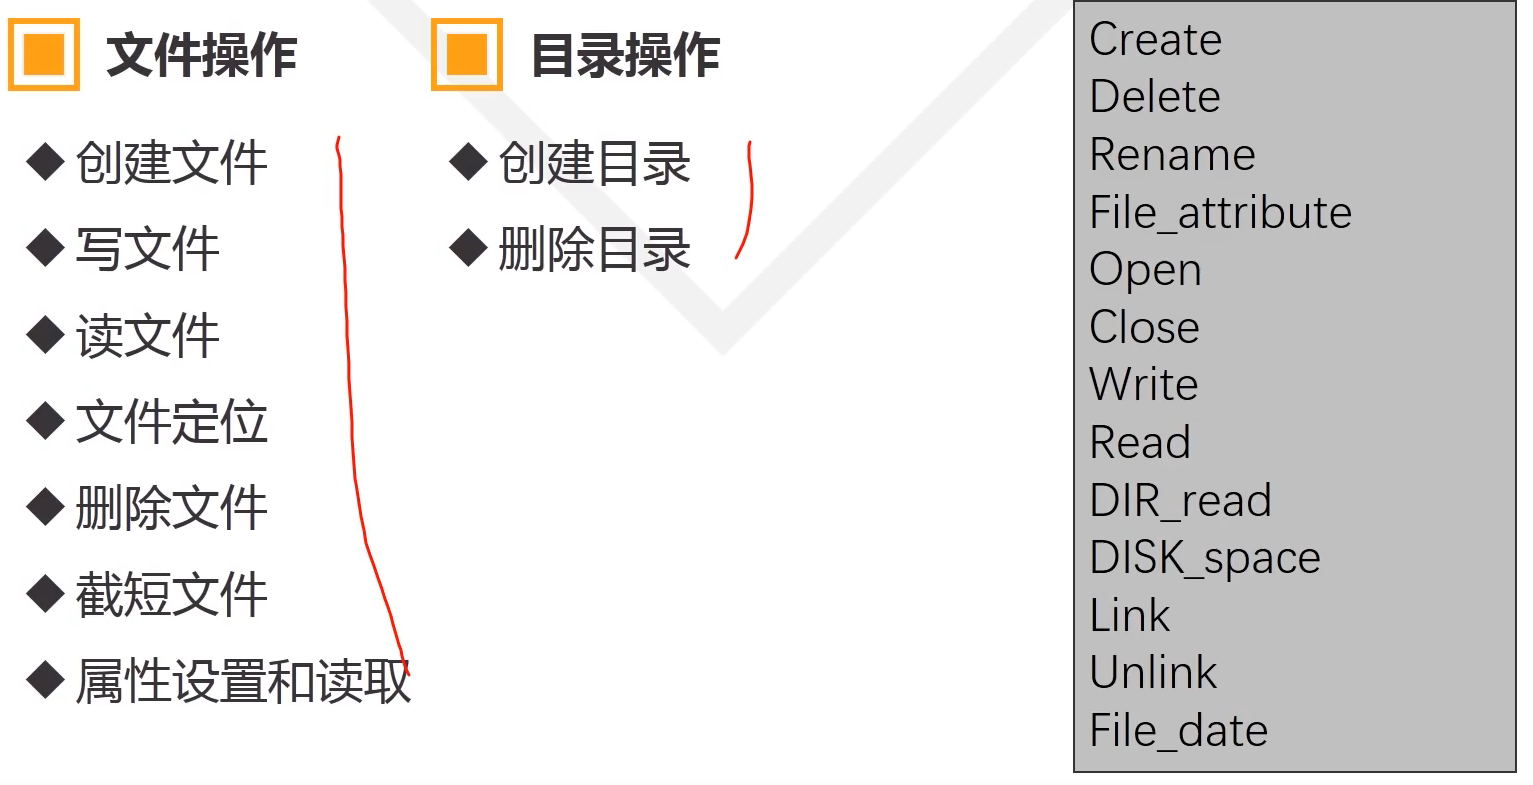 文件操作
创建文件
写文件
读文件
文件定位
删除文件
截短文件
属性设置和读取
目录操作
创建目录
删除目录
Create
Delete
Rename
File_attribute
Open
Close
Write
Read
DIR_read
DISK_space
Link
Unlink
File_date